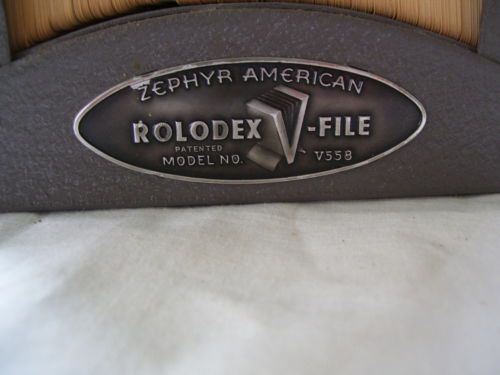 ZEPHYR AMERICAN
ROLODEX V-FILE
PATENTED
MODEL NO. V558